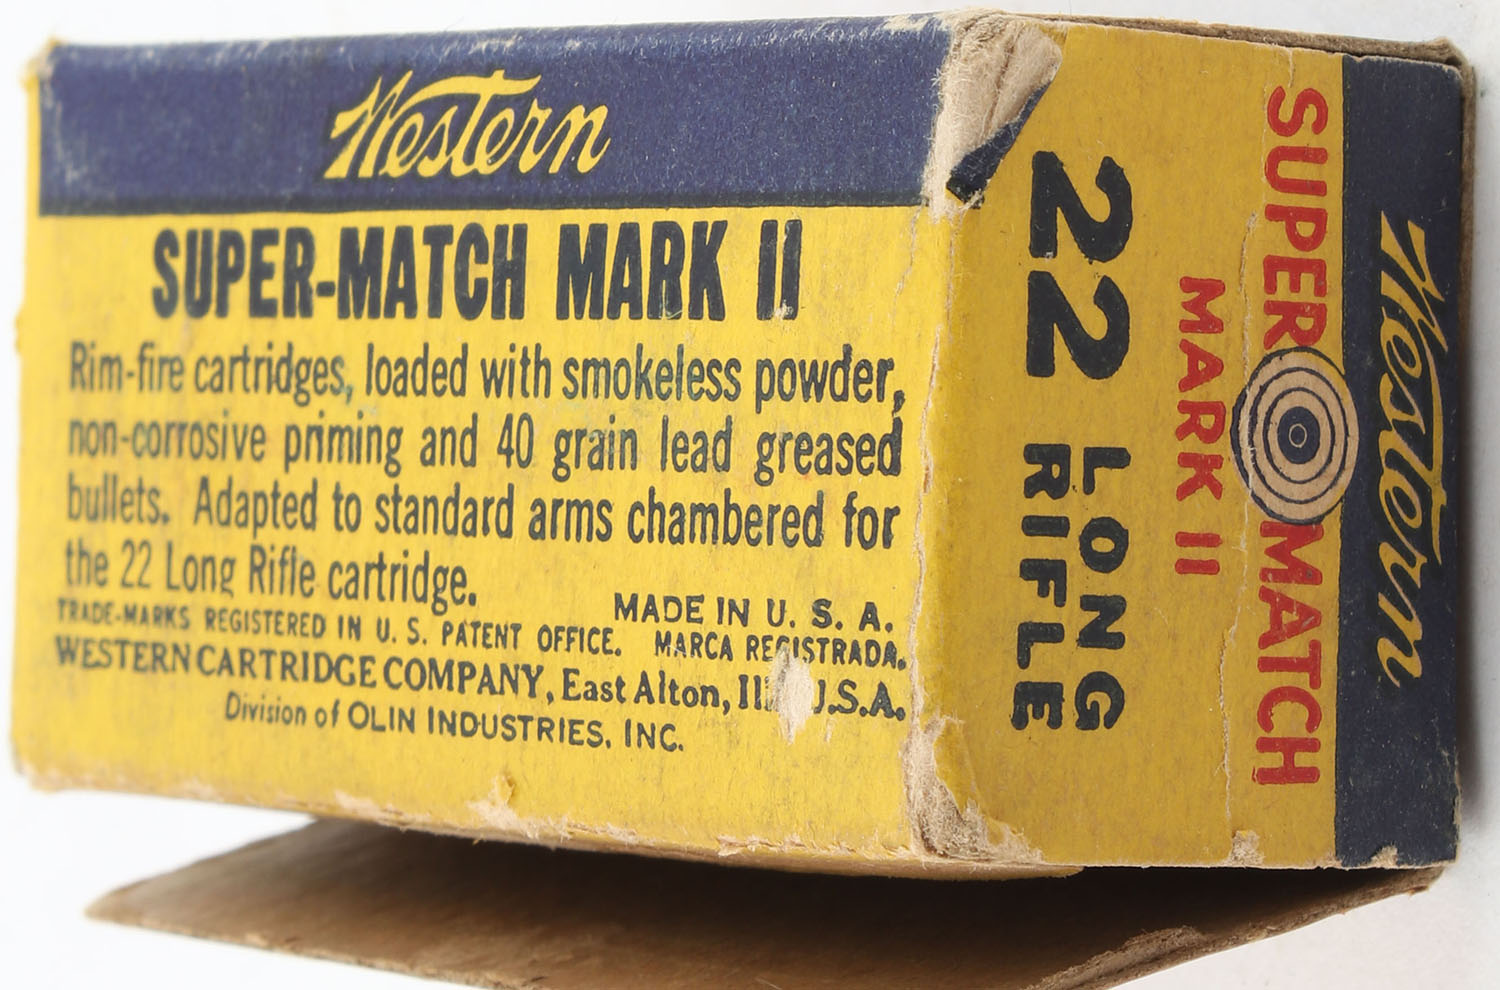 Western
SUPER-MATCH MARK II
Rim-fire cartridges, loaded with smokeless powder,
non-corrosive priming and 40 grain lead greased
bullets. Adapted to standard arms chambered for
the 22 Long Rifle cartridge.
MADE IN U. S. A.
TRADE-MARKS REGISTERED IN U. S. PATENT OFFICE. MARCA REGISTRADA.
WESTERN CARTRIDGE COMPANY, East Alton, Ill. U.S.A.
Division of OLIN INDUSTRIES, INC.
Western
SUPER MATCH
MARK II
22 LONG
RIFLE